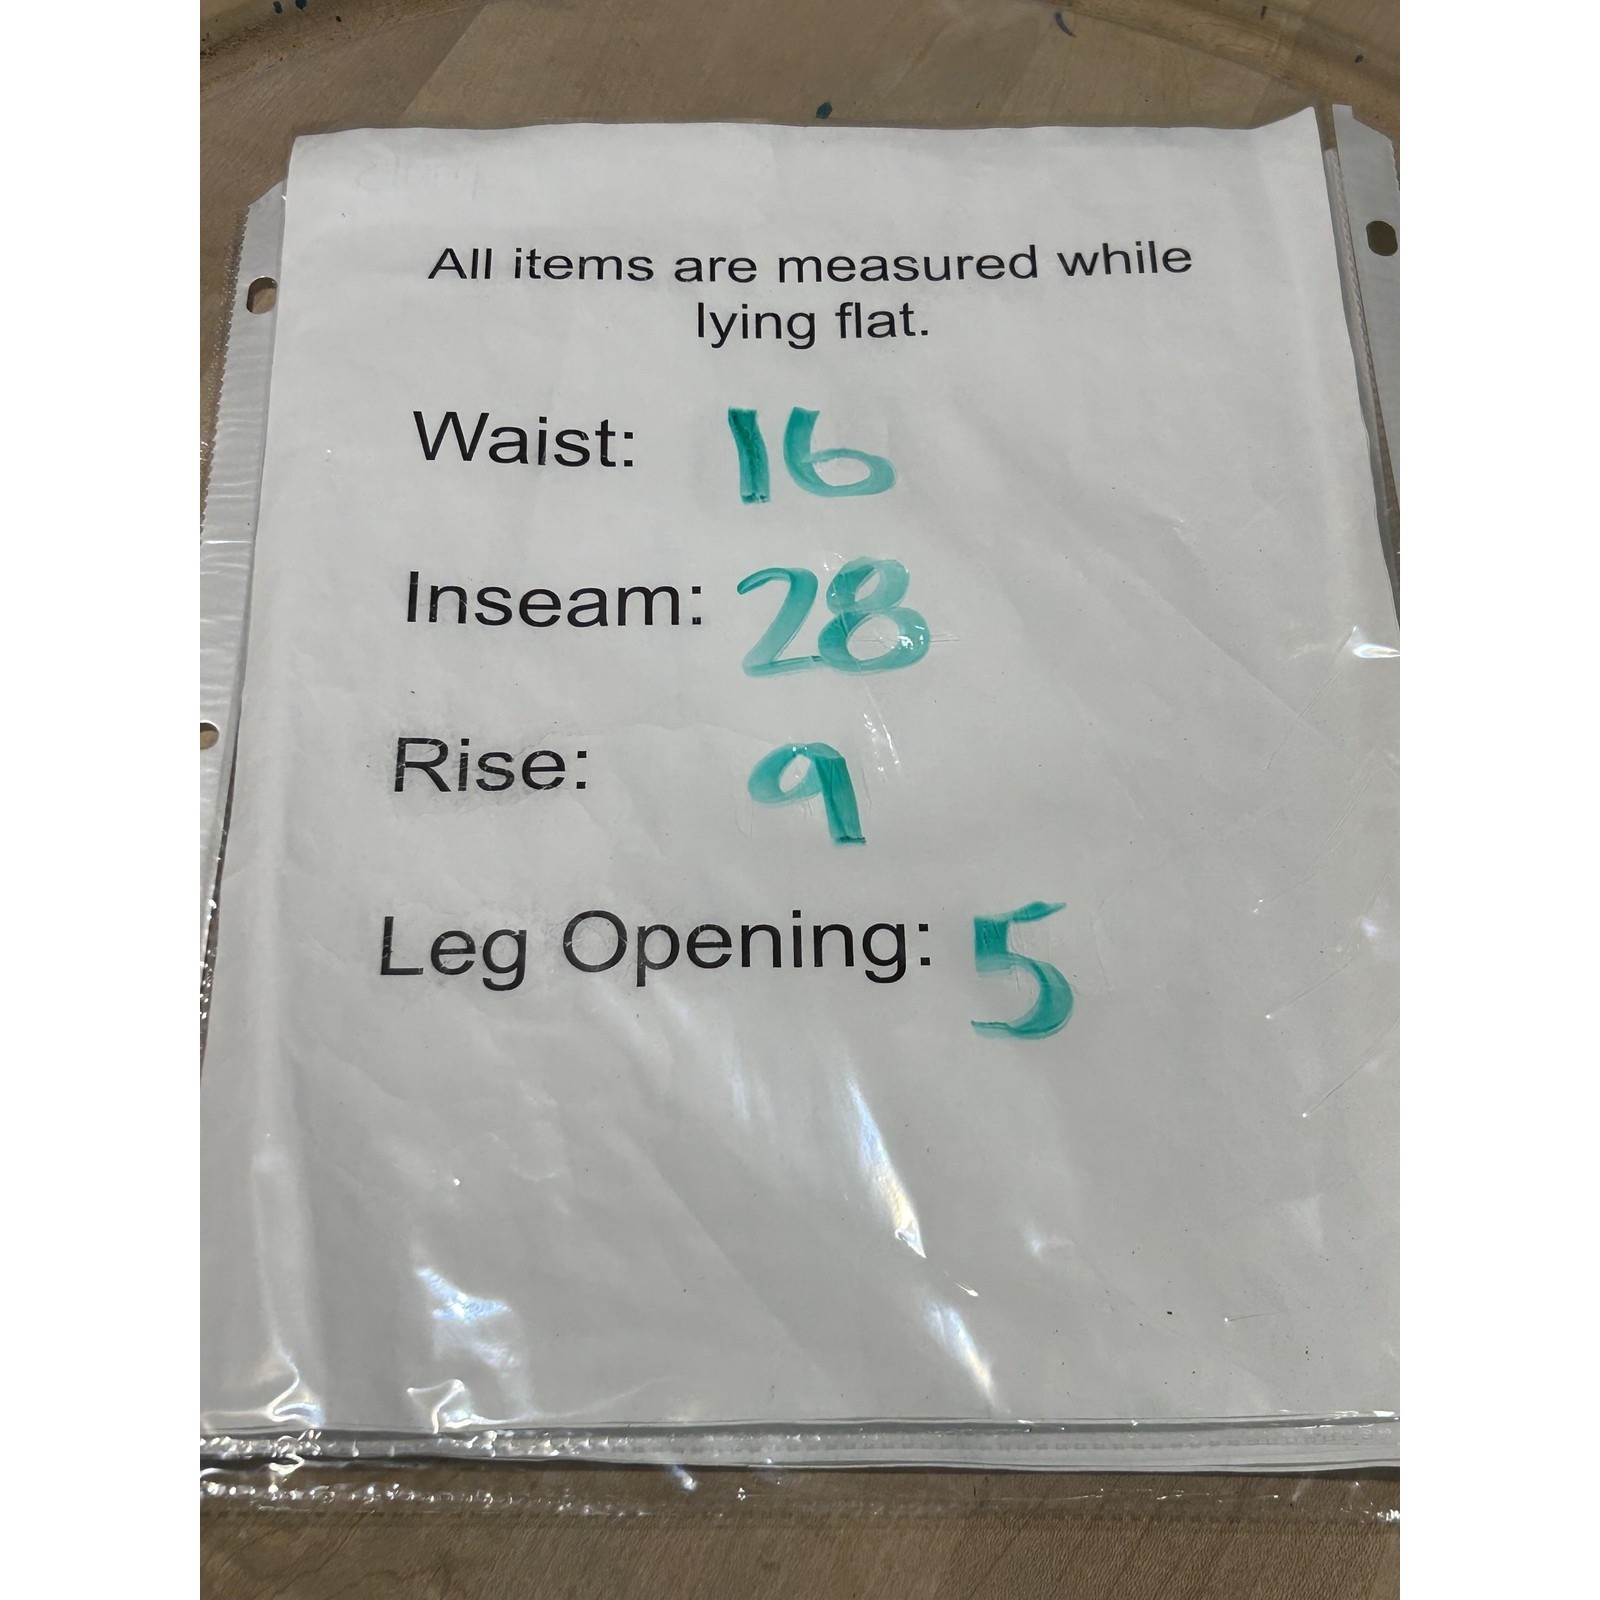 All items are measured while
lying flat.
Waist: 16
Inseam: 28
Rise: 9
Leg Opening: 5